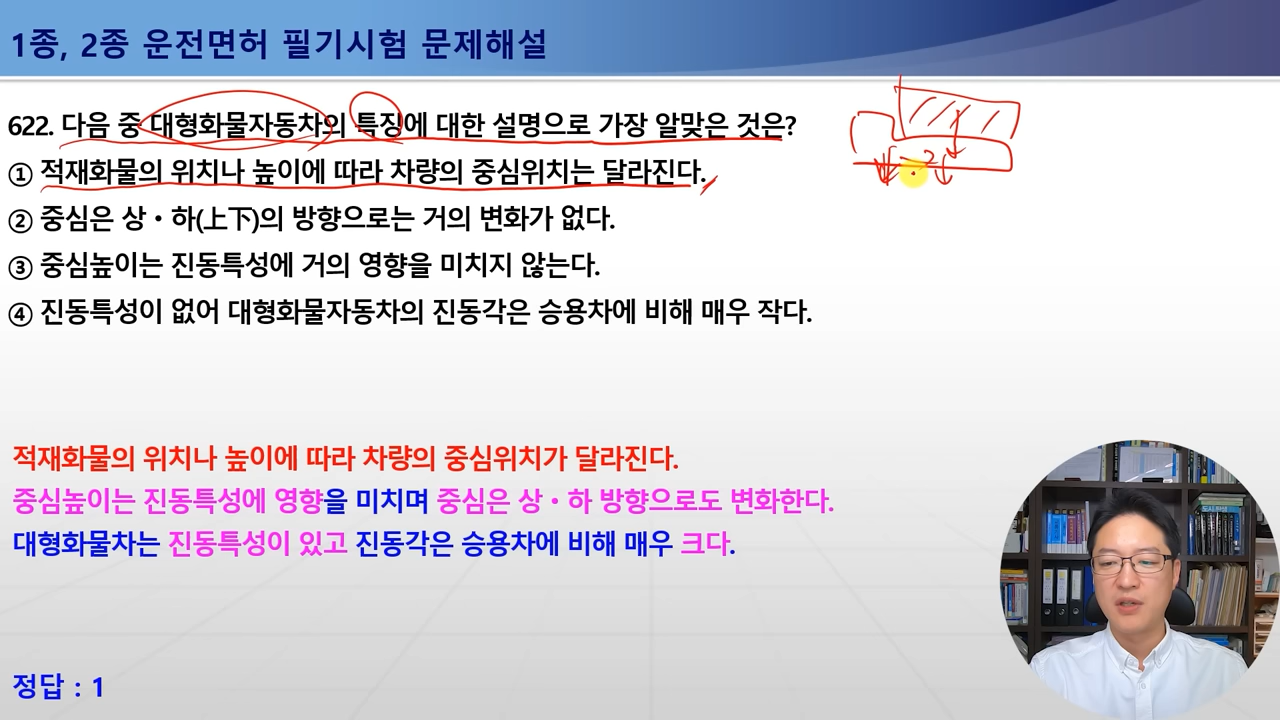 1종, 2종 운전면허 필기시험 문제해설
622. 다음 중 대형화물자동차의 특징에 대한 설명으로 가장 알맞은 것은?
① 적재화물의 위치나 높이에 따라 차량의 중심위치는 달라진다.
② 중심은 상・하(上下)의 방향으로는 거의 변화가 없다.
③ 중심높이는 진동특성에 거의 영향을 미치지 않는다.
④ 진동특성이 없어 대형화물자동차의 진동각은 승용차에 비해 매우 작다.
적재화물의 위치나 높이에 따라 차량의 중심위치가 달라진다.
중심높이는 진동특성에 영향을 미치며 중심은 상・하 방향으로도 변화한다.
대형화물차는 진동특성이 있고 진동각은 승용차에 비해 매우 크다.
정답 : 1